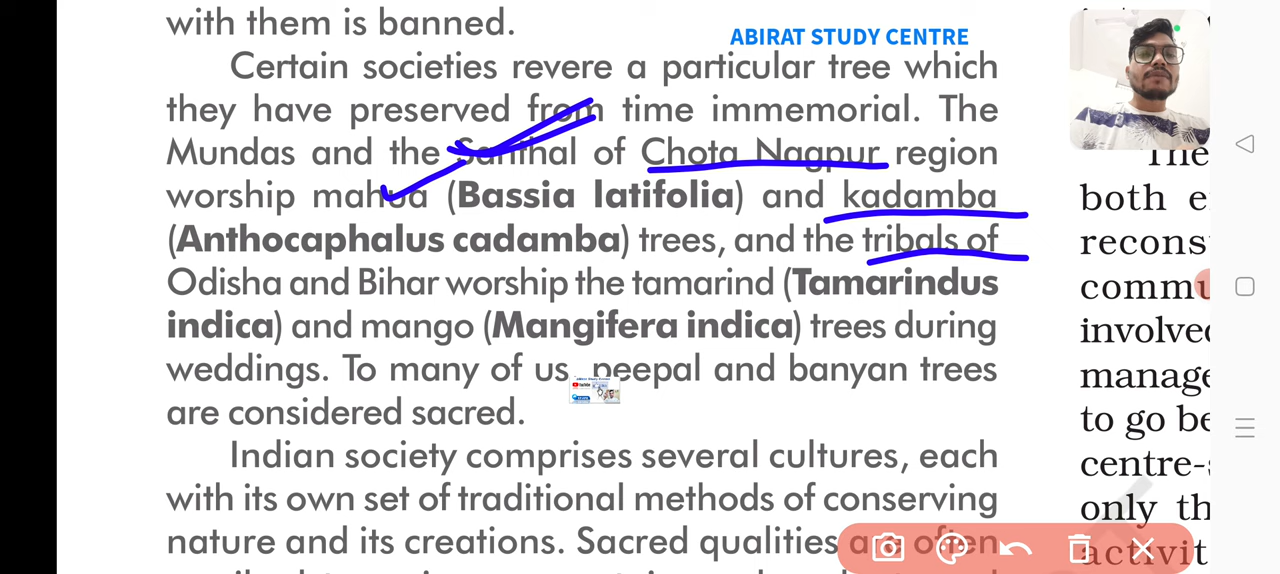 with them is banned.
ABIRAT STUDY CENTRE
Certain societies revere a particular tree which
they have preserved from time immemorial. The
Mundas and the Santhal of Chota Nagpur region
worship mahua (Bassia latifolia) and kadamba
(Anthocaphalus cadamba) trees, and the tribals of
Odisha and Bihar worship the tamarind (Tamarindus
indica) and mango (Mangifera indica) trees during
weddings. To many of us, peepal and banyan trees
are considered sacred.
Indian society comprises several cultures, each
with its own set of traditional methods of conserving
nature and its creations. Sacred qualities are often
The
both e
recons
commu
involved
manage
to go be
centre-s
only th
activit